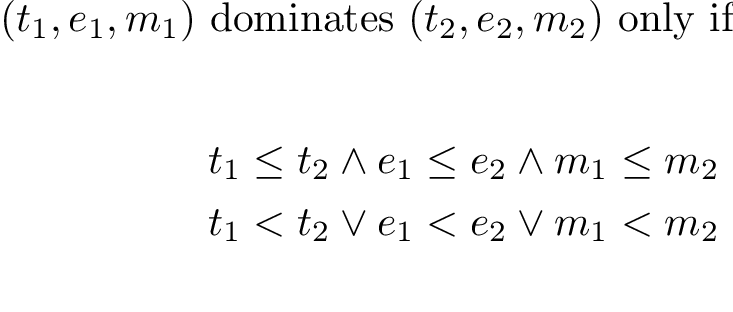 (t₁, e₁, m₁) dominates (t₂, e₂, m₂) only if
t₁ ≤ t₂ ∧ e₁ ≤ e₂ ∧ m₁ ≤ m₂
t₁ < t₂ ∨ e₁ < e₂ ∨ m₁ < m₂